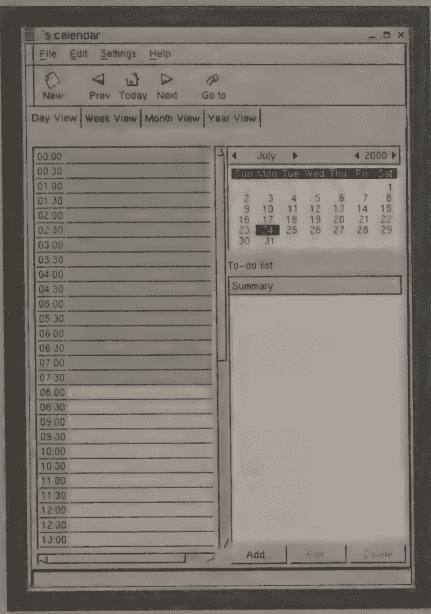 's calendar
File Edit Settings Help
New Prev Today Next Go to
Day View Week View Month View Year View
00:00
00:30
01:00
01:30
02:00
02:30
03:00
03:30
04:00
04:30
05:00
05:30
06:00
06:30
07:00
07:30
08:00
08:30
09:00
09:30
10:00
10:30
11:00
11:30
12:00
12:30
13:00
July 2000
Sun Mon Tue Wed Thu Fri Sat
1
2 3 4 5 6 7 8
9 10 11 12 13 14 15
16 17 18 19 20 21 22
23 24 25 26 27 28 29
30 31
To-do list
Summary
Add... Edit... Delete